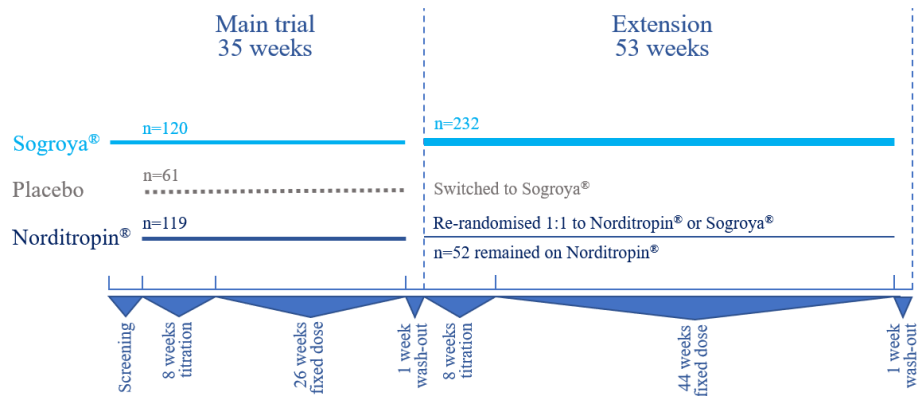 Main trial
35 weeks
Extension
53 weeks
Sogroya®
n=120
n=232
Placebo
n=61
Switched to Sogroya®
Norditropin®
n=119
Re-randomised 1:1 to Norditropin® or Sogroya®
n=52 remained on Norditropin®
Screening
8 weeks
titration
26 weeks
fixed dose
1 week
wash-out
8 weeks
titration
44 weeks
fixed dose
1 week
wash-out